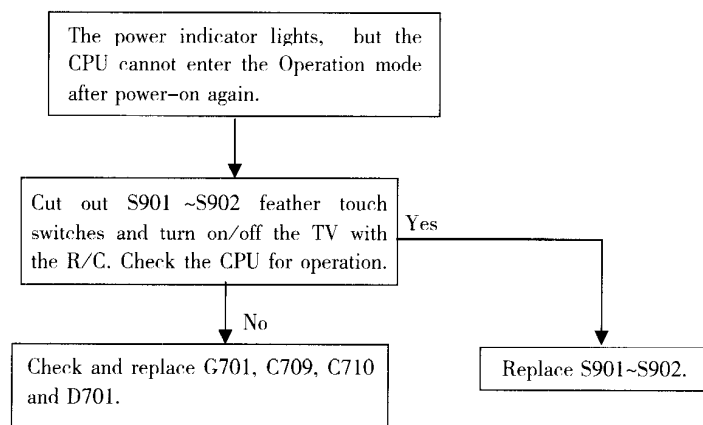 The power indicator lights, but the
CPU cannot enter the Operation mode
after power-on again.
Cut out S901 ~S902 feather touch
switches and turn on/off the TV with
the R/C. Check the CPU for operation.
Yes
No
Check and replace G701, C709, C710
and D701.
Replace S901~S902.